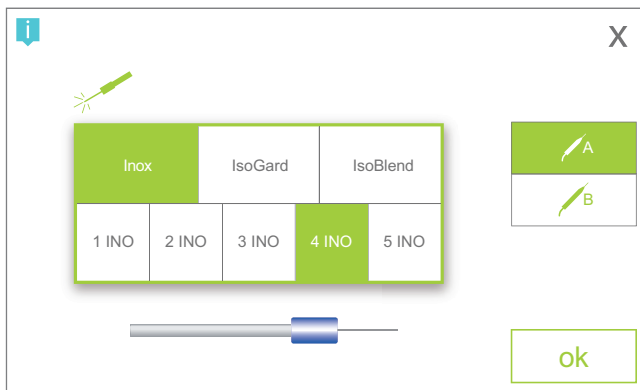 i
X
Inox IsoGard IsoBlend
A
B
1 INO 2 INO 3 INO 4 INO 5 INO
ok